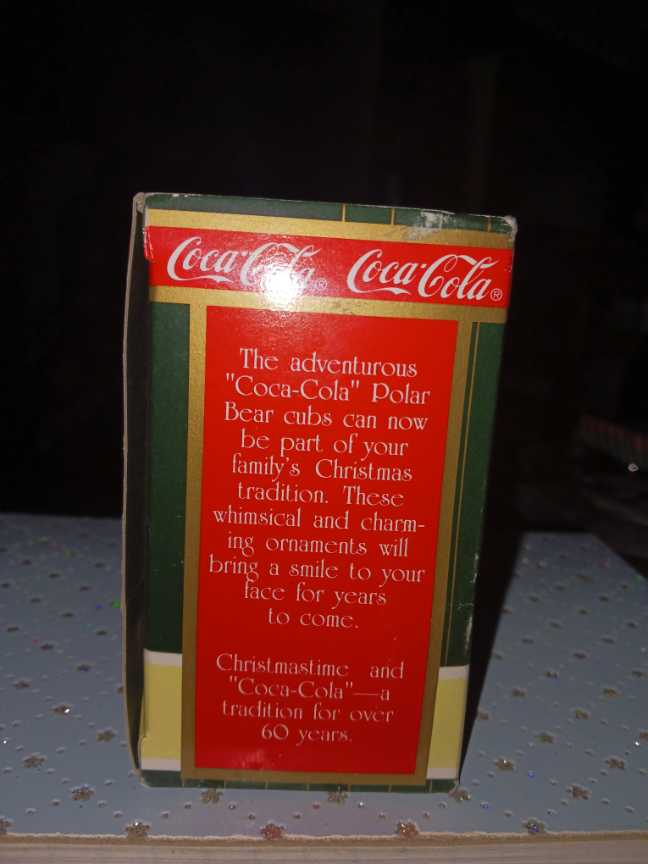 Coca-Cola® Coca-Cola®
The adventurous
"Coca-Cola" Polar
Bear cubs can now
be part of your
family's Christmas
tradition. These
whimsical and charm-
ing ornaments will
bring a smile to your
face for years
to come.
Christmastime and
"Coca-Cola"—a
tradition for over
60 years.